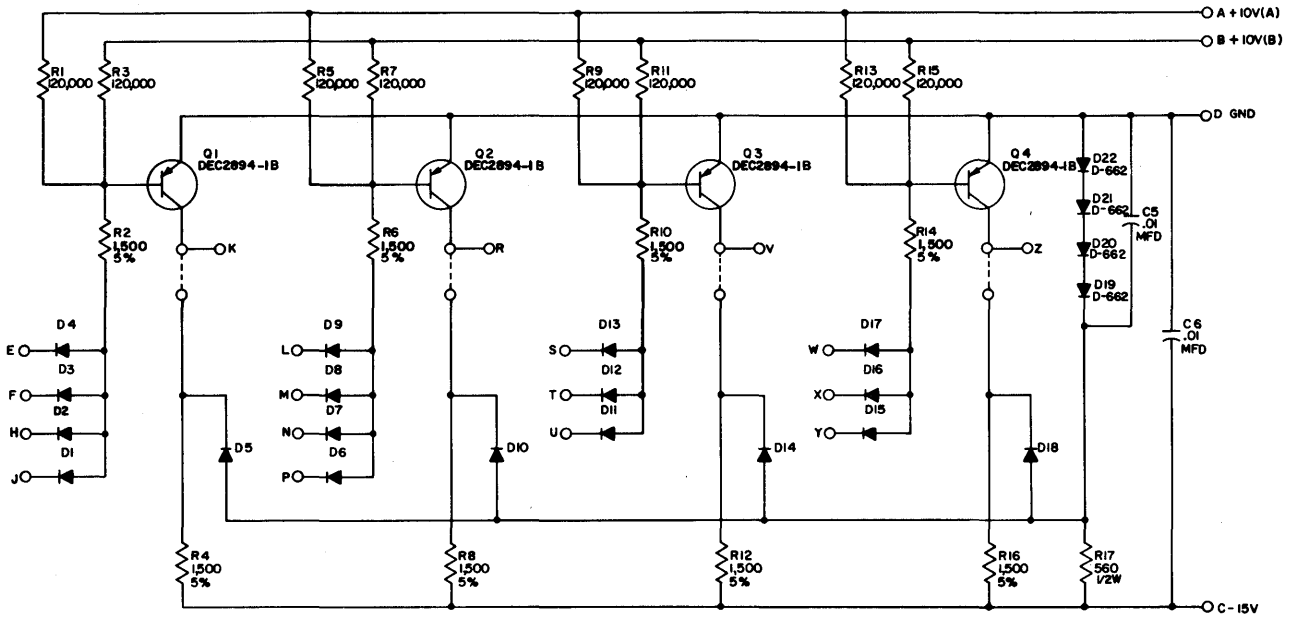 A +10V(A)
B +10V(B)
R1
120,000
R3
120,000
R5
120,000
R7
120,000
R9
120,000
R11
120,000
R13
120,000
R15
120,000
D GND
Q1
DEC2894-1B
Q2
DEC2894-1B
Q3
DEC2894-1B
Q4
DEC2894-1B
D22
D-662
D21
D-662
D20
D-662
D19
D-662
C5
.01
MFD
R2
1,500
5%
K
R6
1,500
5%
R
R10
1,500
5%
V
R14
1,500
5%
Z
C6
.01
MFD
D4
E
D3
F
D2
H
D1
J
D5
D9
L
D8
M
D7
N
D6
P
D10
D13
S
D12
T
D11
U
D14
D17
W
D16
X
D15
Y
D18
R4
1,500
5%
R8
1,500
5%
R12
1,500
5%
R16
1,500
5%
R17
560
1/2W
C -15V